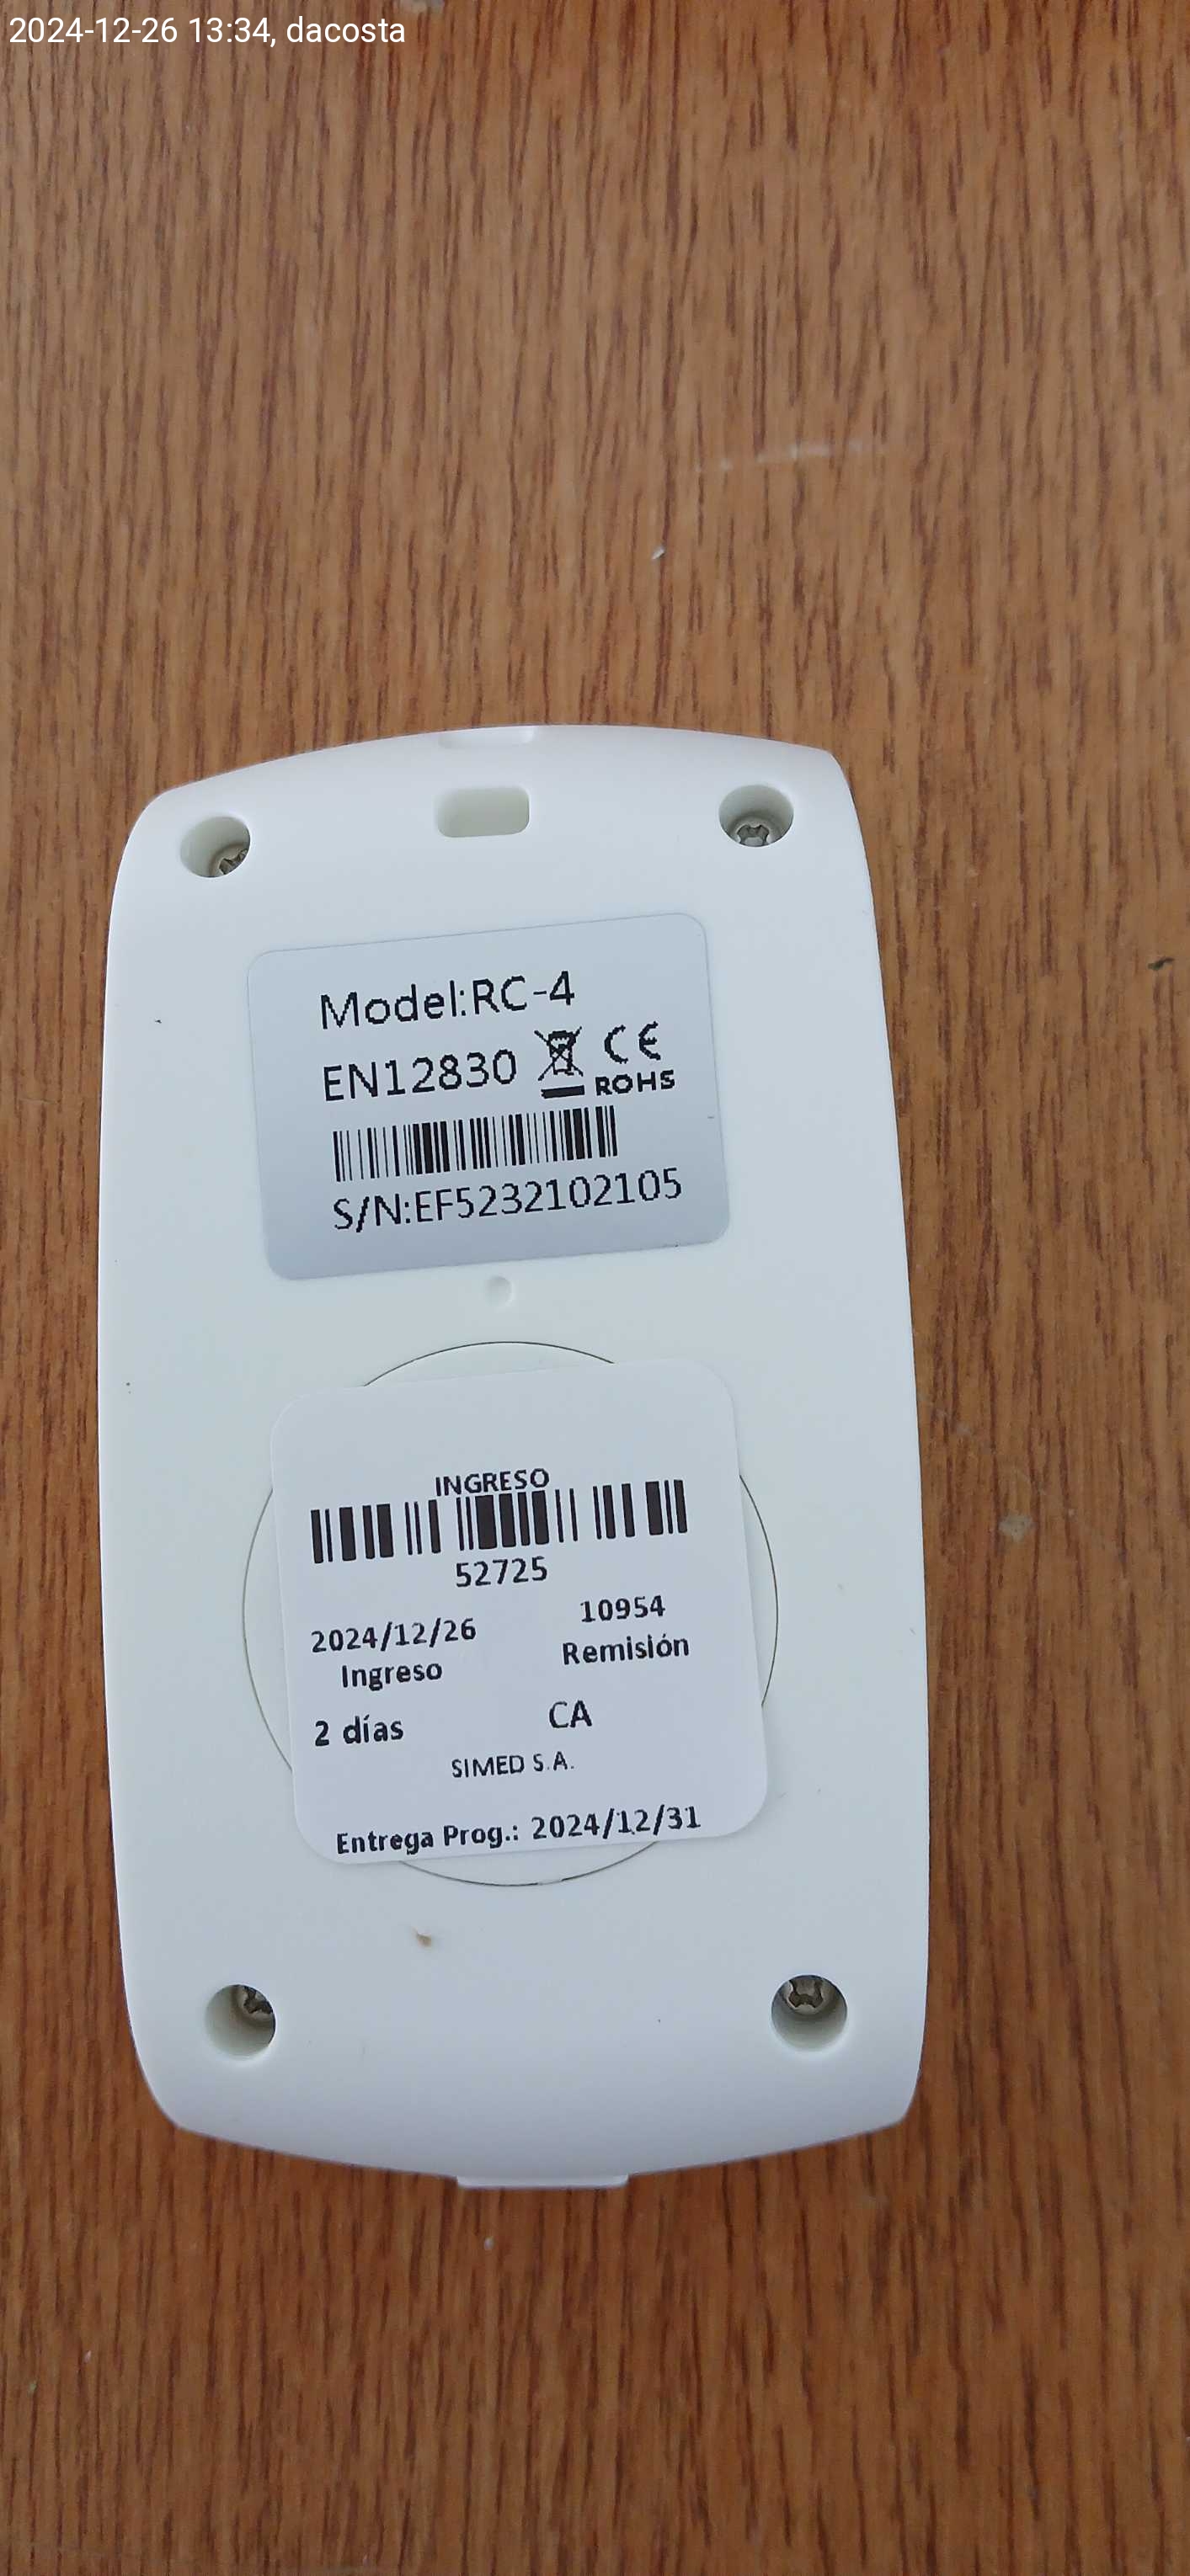 2024-12-26 13:34, dacosta
Model:RC-4
EN12830 CE
ROHS
S/N:EF5232102105
INGRESO
52725
2024/12/26 10954
Ingreso Remisión
2 días CA
SIMED S.A.
Entrega Prog.: 2024/12/31